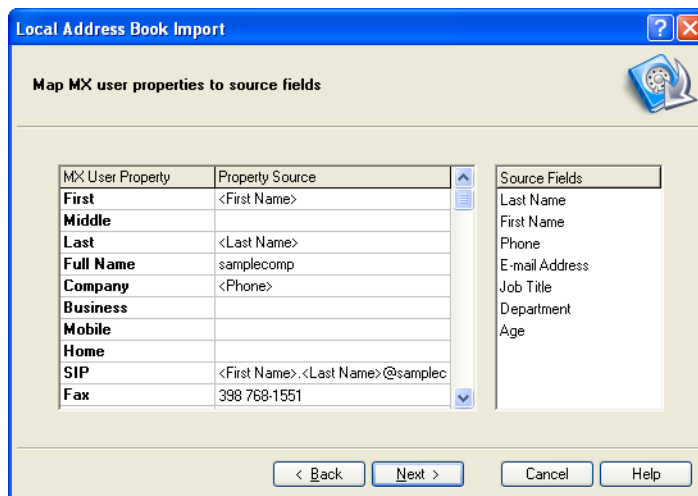 Local Address Book Import
Map MX user properties to source fields
MX User Property Property Source
First <First Name>
Middle
Last <Last Name>
Full Name samplecomp
Company <Phone>
Business
Mobile
Home
SIP <First Name>.<Last Name>@samplec
Fax 398 768-1551
Source Fields
Last Name
First Name
Phone
E-mail Address
Job Title
Department
Age
< Back Next > Cancel Help